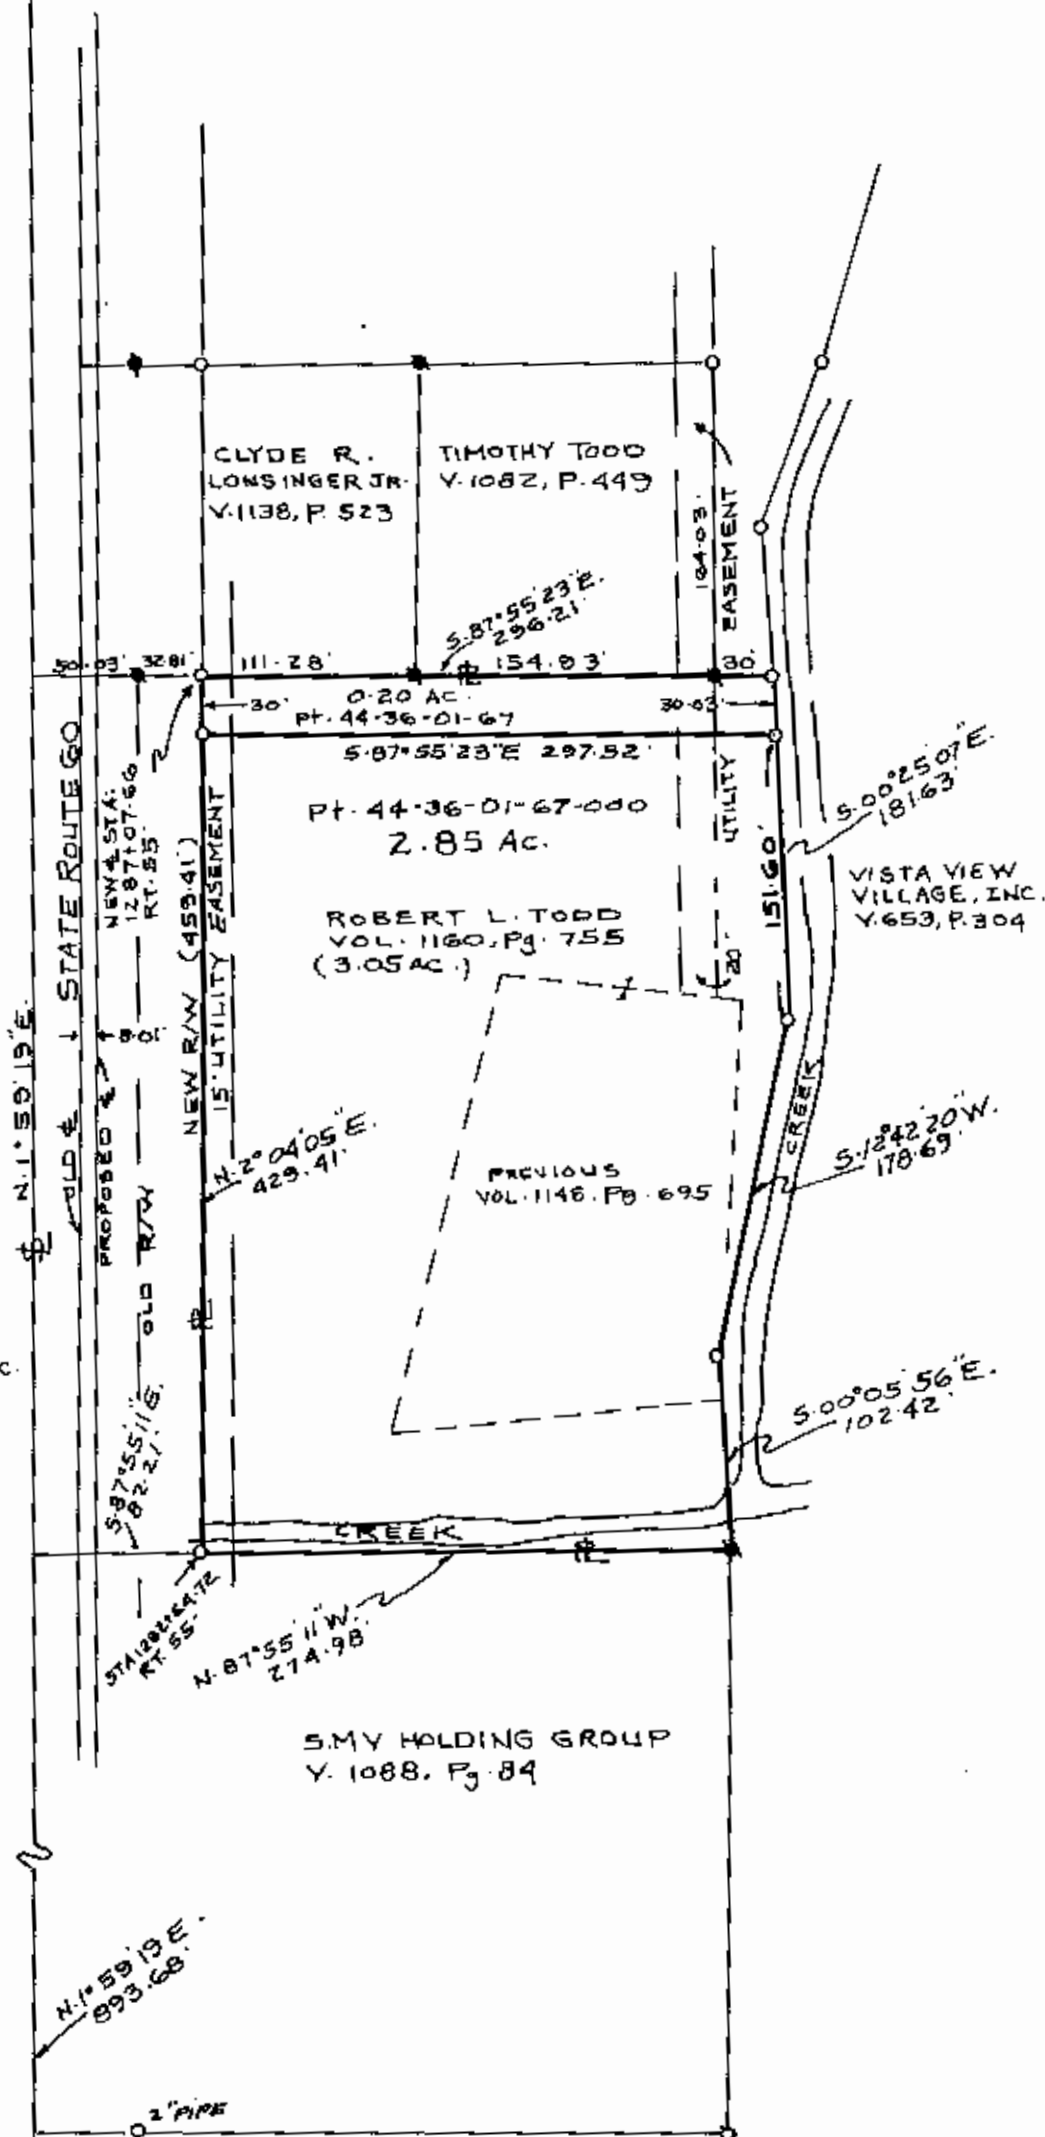 CLYDE R.
LONSINGER JR.
V.1138, P. 523
TIMOTHY TODD
V.1082, P.449
164.03'
UTILITY EASEMENT
S.87°55'23"E.
296.21'
50.03'
32.81'
111.28'
154.93'
30.
0.20 AC.
30'
30.03'
Pt. 44-36-01-67
S.87°55'23"E 297.52'
Pt. 44-36-01-67-000
2.85 Ac.
ROBERT L. TODD
VOL. 1160, Pg. 755
(3.05 AC.)
S.00°25'07"E.
181.63'
151.60'
VISTA VIEW
VILLAGE, INC.
V.653, P.304
20'
STATE ROUTE 60
NEW ℄ STA.
1287+07.66
RT. 55'
NEW R/W (459.41')
15' UTILITY EASEMENT
8.01'
N.1°59'19"E.
OLD ℄
PROPOSED ℄
OLD R/W
N.2°04'05"E.
429.41'
PREVIOUS
VOL.1148, Pg.695
CREEK
S.12°42'20"W.
178.69'
C.
S.00°05'56"E.
102.42'
S.87°55'11"E.
82.21'
CREEK
STA 1282+64.72
RT. 55'
N.87°55'11"W.
274.98'
S.M.V HOLDING GROUP
V. 1088, Pg.84
N.1°59'19"E.
893.68'
2" PIPE